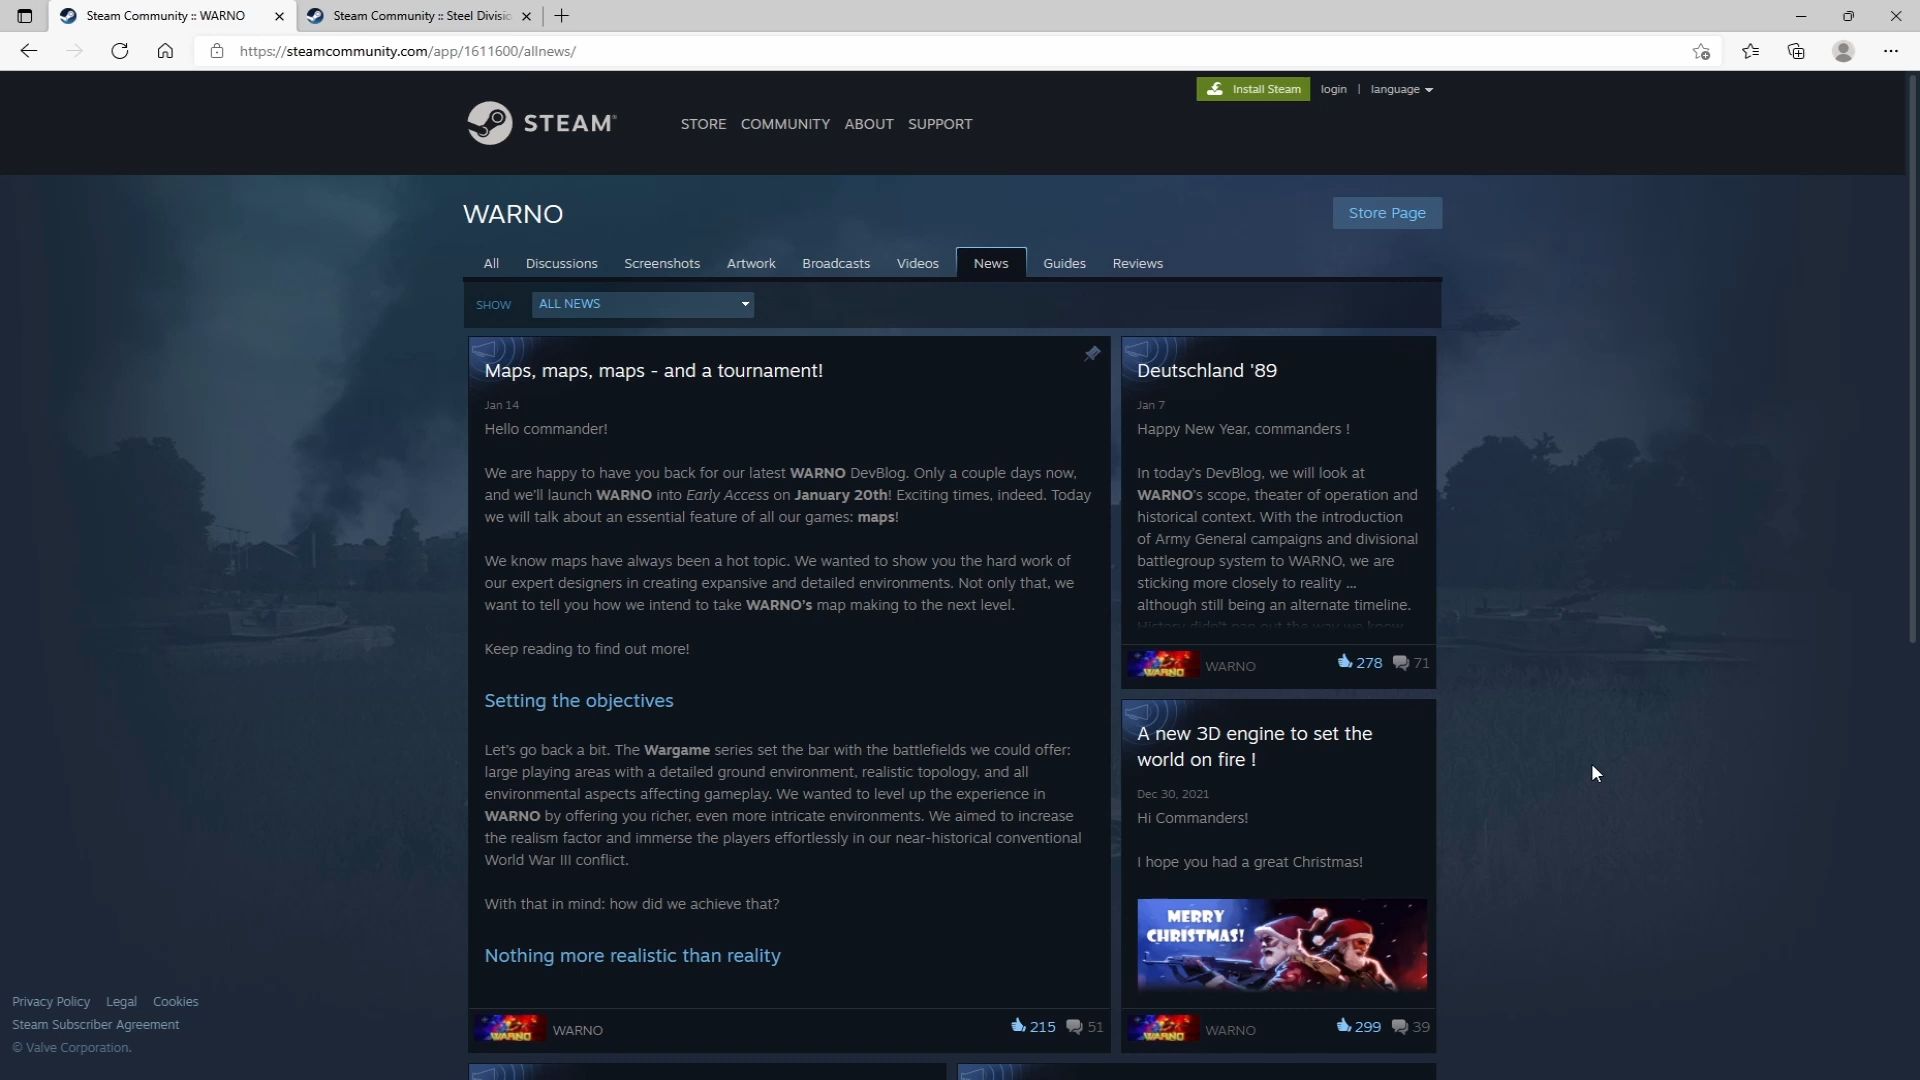 Steam Community :: WARNO
Steam Community :: Steel Divisi
https://steamcommunity.com/app/1611600/allnews/
Install Steam
login | language
STEAM
STORE COMMUNITY ABOUT SUPPORT
WARNO
Store Page
All Discussions Screenshots Artwork Broadcasts Videos News Guides Reviews
SHOW ALL NEWS
Maps, maps, maps - and a tournament!
Jan 14
Hello commander!
We are happy to have you back for our latest WARNO DevBlog. Only a couple days now,
and we'll launch WARNO into Early Access on January 20th! Exciting times, indeed. Today
we will talk about an essential feature of all our games: maps!
We know maps have always been a hot topic. We wanted to show you the hard work of
our expert designers in creating expansive and detailed environments. Not only that, we
want to tell you how we intend to take WARNO's map making to the next level.
Keep reading to find out more!
Setting the objectives
Let's go back a bit. The Wargame series set the bar with the battlefields we could offer:
large playing areas with a detailed ground environment, realistic topology, and all
environmental aspects affecting gameplay. We wanted to level up the experience in
WARNO by offering you richer, even more intricate environments. We aimed to increase
the realism factor and immerse the players effortlessly in our near-historical conventional
World War III conflict.
With that in mind: how did we achieve that?
Nothing more realistic than reality
WARNO
WARNO
215
51
Deutschland '89
Jan 7
Happy New Year, commanders !
In today's DevBlog, we will look at
WARNO's scope, theater of operation and
historical context. With the introduction
of Army General campaigns and divisional
battlegroup system to WARNO, we are
sticking more closely to reality ...
although still being an alternate timeline.
History didn't pan out the way we know
WARNO
WARNO
278
71
A new 3D engine to set the
world on fire !
Dec 30, 2021
Hi Commanders!
I hope you had a great Christmas!
MERRY
CHRISTMAS!
WARNO
WARNO
299
39
Privacy Policy Legal Cookies
Steam Subscriber Agreement
© Valve Corporation.